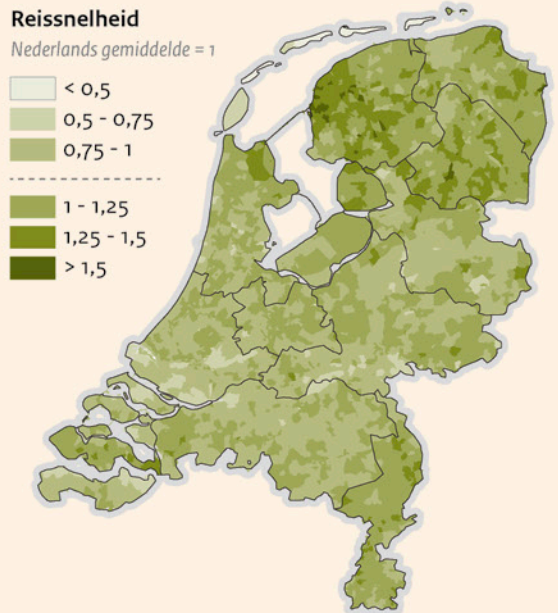 Reissnelheid
Nederlands gemiddelde = 1
< 0,5
0,5 - 0,75
0,75 - 1
1 - 1,25
1,25 - 1,5
> 1,5